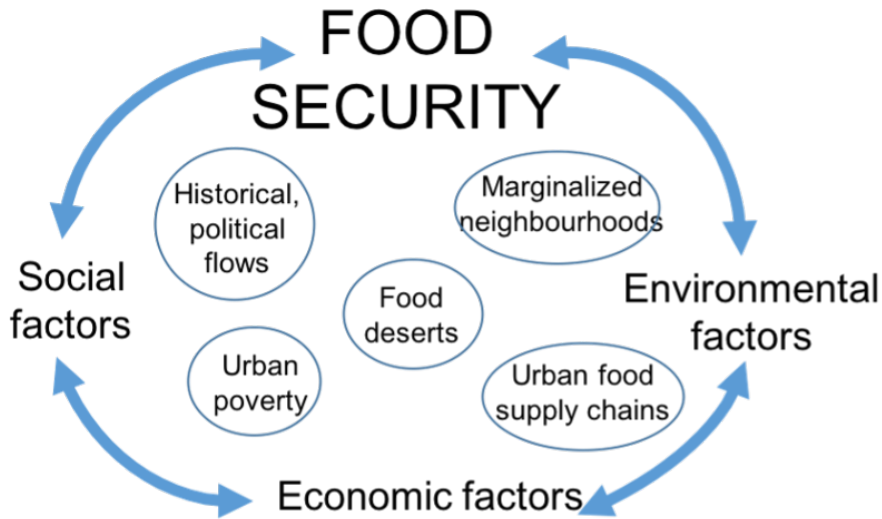 FOOD
SECURITY
Historical,
political
flows
Marginalized
neighbourhoods
Social
factors
Food
deserts
Environmental
factors
Urban
poverty
Urban food
supply chains
Economic factors